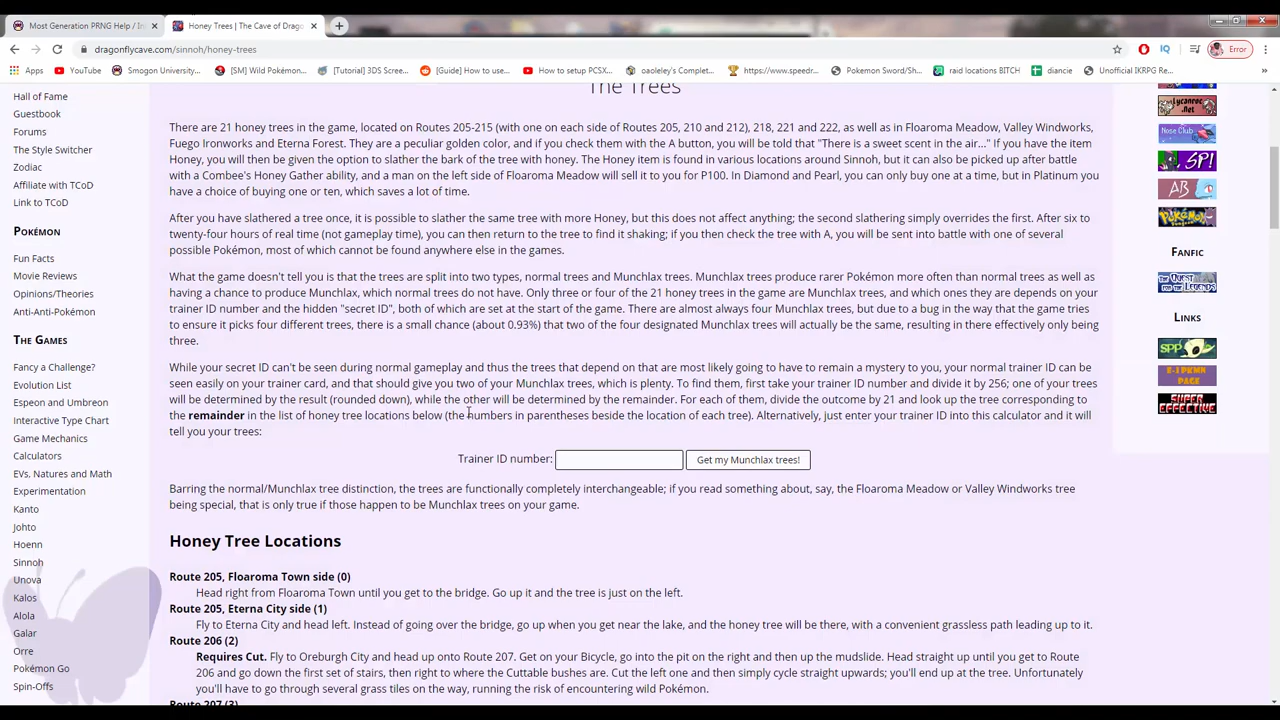 Most Generation PRNG Help / In
Honey Trees | The Cave of Drago
dragonflycave.com/sinnoh/honey-trees
Error
Apps
YouTube
Smogon University...
[SM] Wild Pokémon...
[Tutorial] 3DS Scree...
[Guide] How to use...
How to setup PCSX...
oaoleley's Complet...
https://www.speedr...
Pokemon Sword/Sh...
raid locations BITCH
diancie
Unofficial IKRPG Re...
Hall of Fame
Guestbook
Forums
The Style Switcher
Zodiac
Affiliate with TCoD
Link to TCoD
POKÉMON
Fun Facts
Movie Reviews
Opinions/Theories
Anti-Anti-Pokémon
THE GAMES
Fancy a Challenge?
Evolution List
Espeon and Umbreon
Interactive Type Chart
Game Mechanics
Calculators
EVs. Natures and Math
Experimentation
Kanto
Johto
Hoenn
Sinnoh
Unova
Kalos
Alola
Galar
Orre
Pokémon Go
Spin-Offs
The Trees
There are 21 honey trees in the game, located on Routes 205-215 (with one on each side of Routes 205, 210 and 212), 218, 221 and 222, as well as in Floaroma Meadow, Valley Windworks,
Fuego Ironworks and Eterna Forest. They are a peculiar golden color, and if you check them with the A button, you will be told that "There is a sweet scent in the air..." If you have the item
Honey, you will then be given the option to slather the bark of the tree with honey. The Honey item is found in various locations around Sinnoh, but it can also be picked up after battle
with a Combee's Honey Gather ability, and a man on the left side of Floaroma Meadow will sell it to you for P100. In Diamond and Pearl, you can only buy one at a time, but in Platinum you
have a choice of buying one or ten, which saves a lot of time.
After you have slathered a tree once, it is possible to slather the same tree with more Honey, but this does not affect anything; the second slathering simply overrides the first. After six to
twenty-four hours of real time (not gameplay time), you can then return to the tree to find it shaking; if you then check the tree with A, you will be sent into battle with one of several
possible Pokémon, most of which cannot be found anywhere else in the games.
What the game doesn't tell you is that the trees are split into two types, normal trees and Munchlax trees. Munchlax trees produce rarer Pokémon more often than normal trees as well as
having a chance to produce Munchlax, which normal trees do not have. Only three or four of the 21 honey trees in the game are Munchlax trees, and which ones they are depends on your
trainer ID number and the hidden "secret ID", both of which are set at the start of the game. There are almost always four Munchlax trees, but due to a bug in the way that the game tries
to ensure it picks four different trees, there is a small chance (about 0.93%) that two of the four designated Munchlax trees will actually be the same, resulting in there effectively only being
three.
While your secret ID can't be seen during normal gameplay and thus the trees that depend on that are most likely going to have to remain a mystery to you, your normal trainer ID can be
seen easily on your trainer card, and that should give you two of your Munchlax trees, which is plenty. To find them, first take your trainer ID number and divide it by 256; one of your trees
will be determined by the result (rounded down), while the other will be determined by the remainder. For each of them, divide the outcome by 21 and look up the tree corresponding to
the remainder in the list of honey tree locations below (the numbers in parentheses beside the location of each tree). Alternatively, just enter your trainer ID into this calculator and it will
tell you your trees:
Trainer ID number:
Get my Munchlax trees!
Barring the normal/Munchlax tree distinction, the trees are functionally completely interchangeable; if you read something about, say, the Floaroma Meadow or Valley Windworks tree
being special, that is only true if those happen to be Munchlax trees on your game.
Honey Tree Locations
Route 205, Floaroma Town side (0)
Head right from Floaroma Town until you get to the bridge. Go up it and the tree is just on the left.
Route 205, Eterna City side (1)
Fly to Eterna City and head left. Instead of going over the bridge, go up when you get near the lake, and the honey tree will be there, with a convenient grassless path leading up to it.
Route 206 (2)
Requires Cut. Fly to Oreburgh City and head up onto Route 207. Get on your Bicycle, go into the pit on the right and then up the mudslide. Head straight up until you get to Route
206 and go down the first set of stairs, then right to where the Cuttable bushes are. Cut the left one and then simply cycle straight upwards; you'll end up at the tree. Unfortunately
you'll have to go through several grass tiles on the way, running the risk of encountering wild Pokémon.
Route 207 (3)
Lycanroc
.net
Nose Club
SPI
AB
POKéMON
FANFIC
THE QUEST
FOR THE LEGENDS
LINKS
SPP
PAGE
SUPER
EFFECTIVE